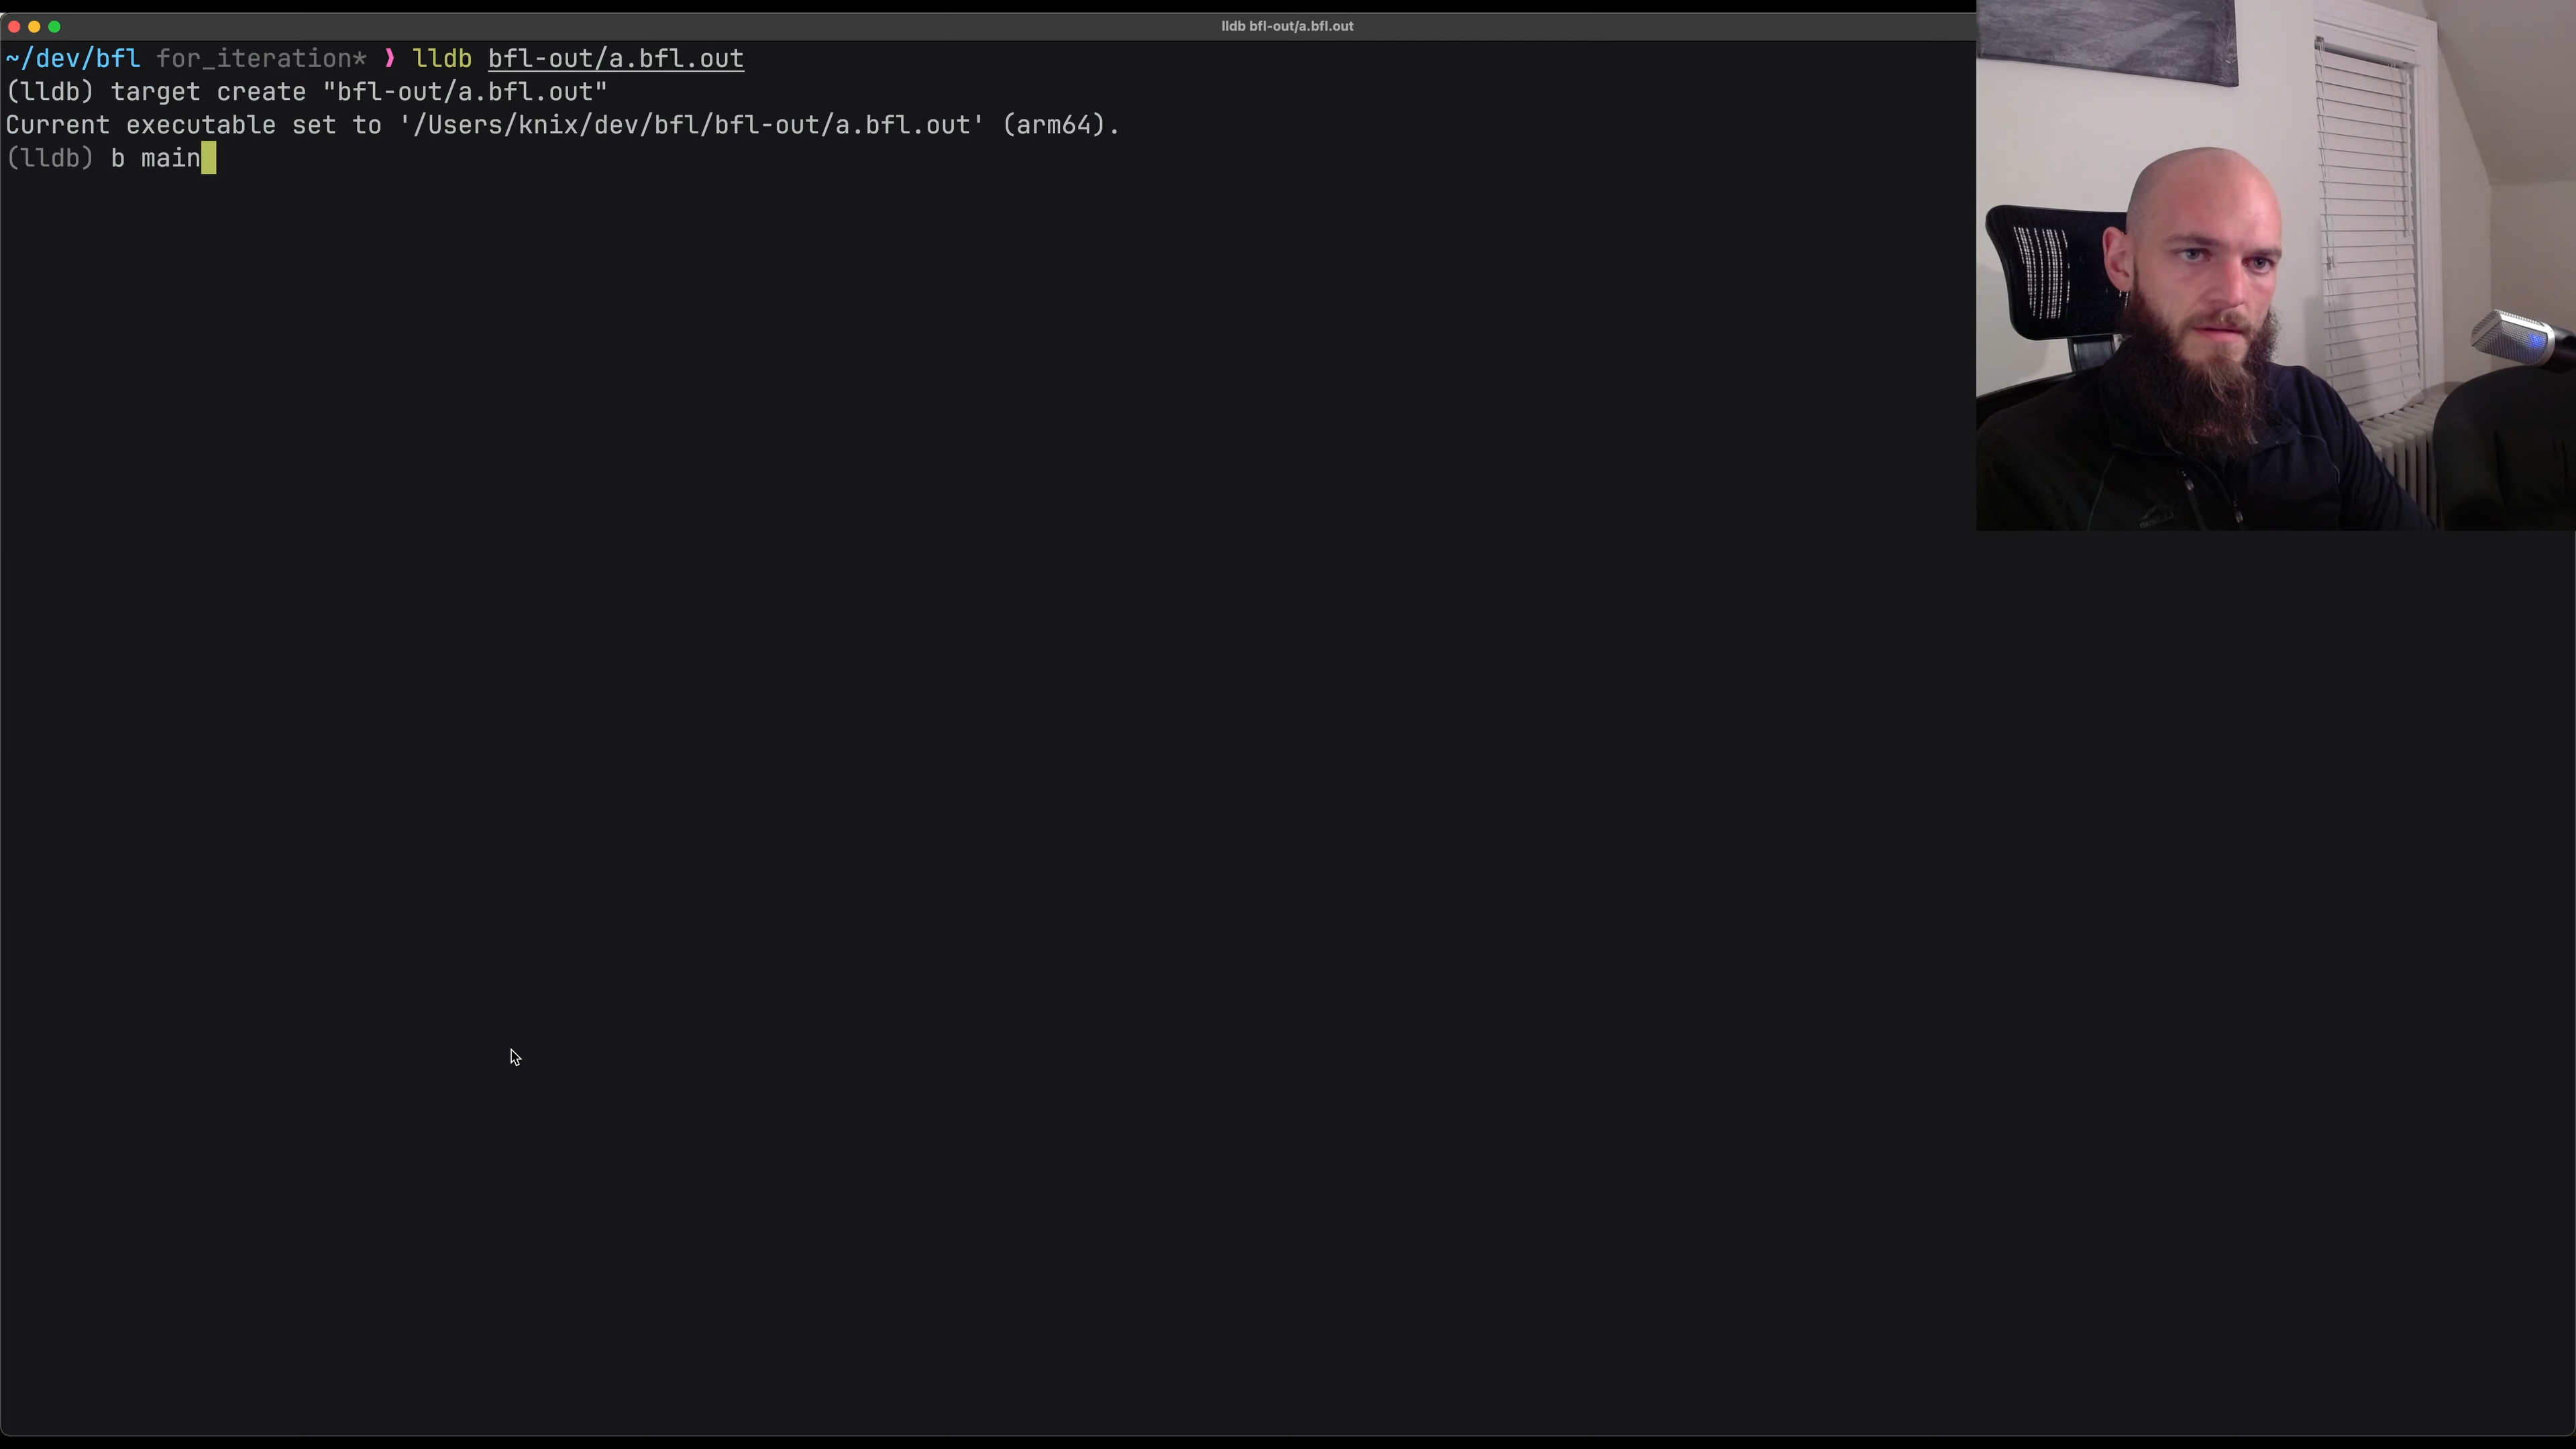 lldb bfl-out/a.bfl.out
~/dev/bfl for_iteration* ❯ lldb bfl-out/a.bfl.out
(lldb) target create "bfl-out/a.bfl.out"
Current executable set to '/Users/knix/dev/bfl/bfl-out/a.bfl.out' (arm64).
(lldb) b main